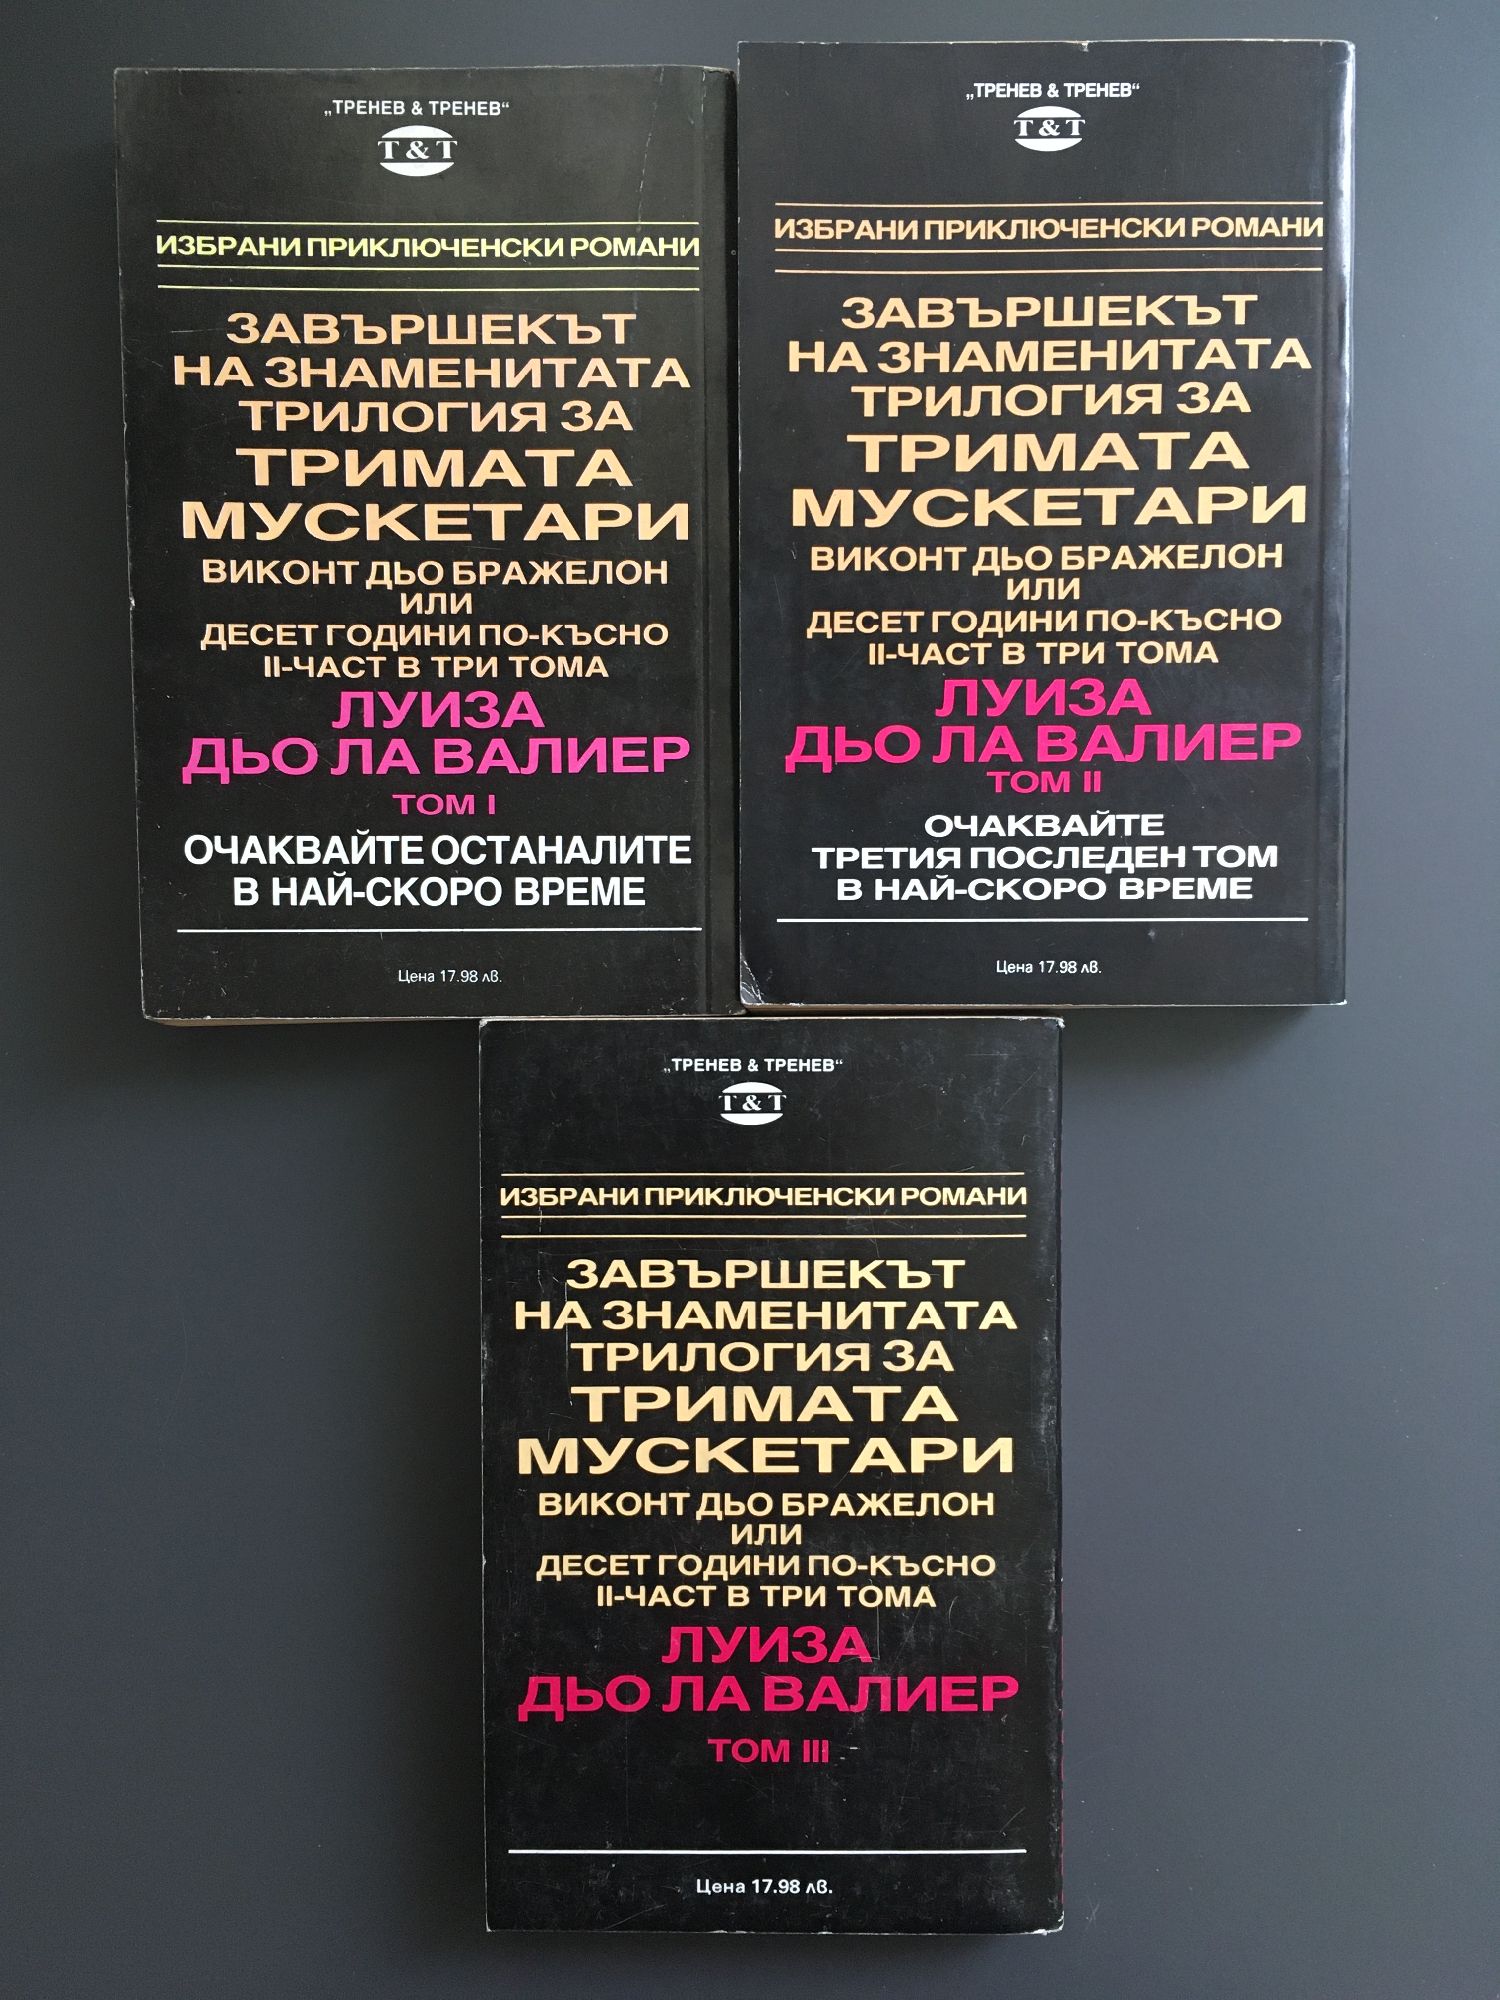 „ТРЕНЕВ & ТРЕНЕВ“
T&T
ИЗБРАНИ ПРИКЛЮЧЕНСКИ РОМАНИ
ЗАВЪРШЕКЪТ
НА ЗНАМЕНИТАТА
ТРИЛОГИЯ ЗА
ТРИМАТА
МУСКЕТАРИ
ВИКОНТ ДЬО БРАЖЕЛОН
ИЛИ
ДЕСЕТ ГОДИНИ ПО-КЪСНО
II-ЧАСТ В ТРИ ТОМА
ЛУИЗА
ДЬО ЛА ВАЛИЕР
ТОМ I
ОЧАКВАЙТЕ ОСТАНАЛИТЕ
В НАЙ-СКОРО ВРЕМЕ
Цена 17.98 лв.
„ТРЕНЕВ & ТРЕНЕВ“
T&T
ИЗБРАНИ ПРИКЛЮЧЕНСКИ РОМАНИ
ЗАВЪРШЕКЪТ
НА ЗНАМЕНИТАТА
ТРИЛОГИЯ ЗА
ТРИМАТА
МУСКЕТАРИ
ВИКОНТ ДЬО БРАЖЕЛОН
ИЛИ
ДЕСЕТ ГОДИНИ ПО-КЪСНО
II-ЧАСТ В ТРИ ТОМА
ЛУИЗА
ДЬО ЛА ВАЛИЕР
ТОМ II
ОЧАКВАЙТЕ
ТРЕТИЯ ПОСЛЕДЕН ТОМ
В НАЙ-СКОРО ВРЕМЕ
Цена 17.98 лв.
„ТРЕНЕВ & ТРЕНЕВ“
T&T
ИЗБРАНИ ПРИКЛЮЧЕНСКИ РОМАНИ
ЗАВЪРШЕКЪТ
НА ЗНАМЕНИТАТА
ТРИЛОГИЯ ЗА
ТРИМАТА
МУСКЕТАРИ
ВИКОНТ ДЬО БРАЖЕЛОН
ИЛИ
ДЕСЕТ ГОДИНИ ПО-КЪСНО
II-ЧАСТ В ТРИ ТОМА
ЛУИЗА
ДЬО ЛА ВАЛИЕР
ТОМ III
Цена 17.98 лв.